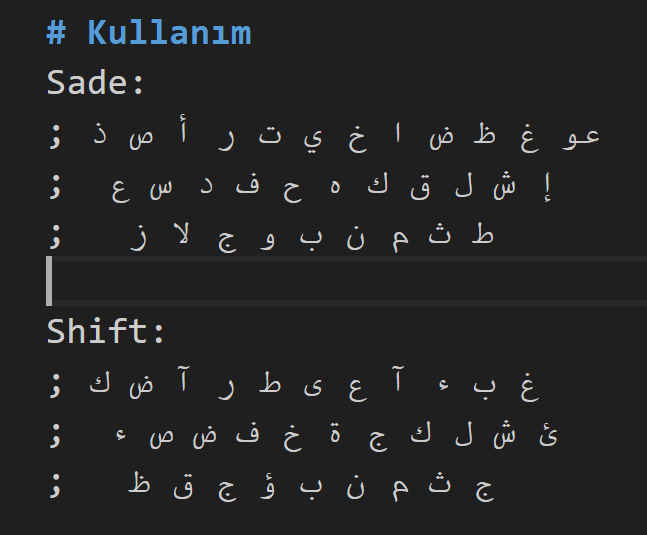 # Kullanım
Sade:
; عو غ ظ ض ا خ ي ت ر أ ص ذ
; إ ش ل ق ك ه ح ف د س ع
; ط ث م ن ب و ج لا ز
Shift:
; غ ب ء آ ع ى ط ر آ ض ك
; ئ ش ل ك ج ة خ ف ض ص ء
; ج ث م ن ب ؤ ج ق ظ